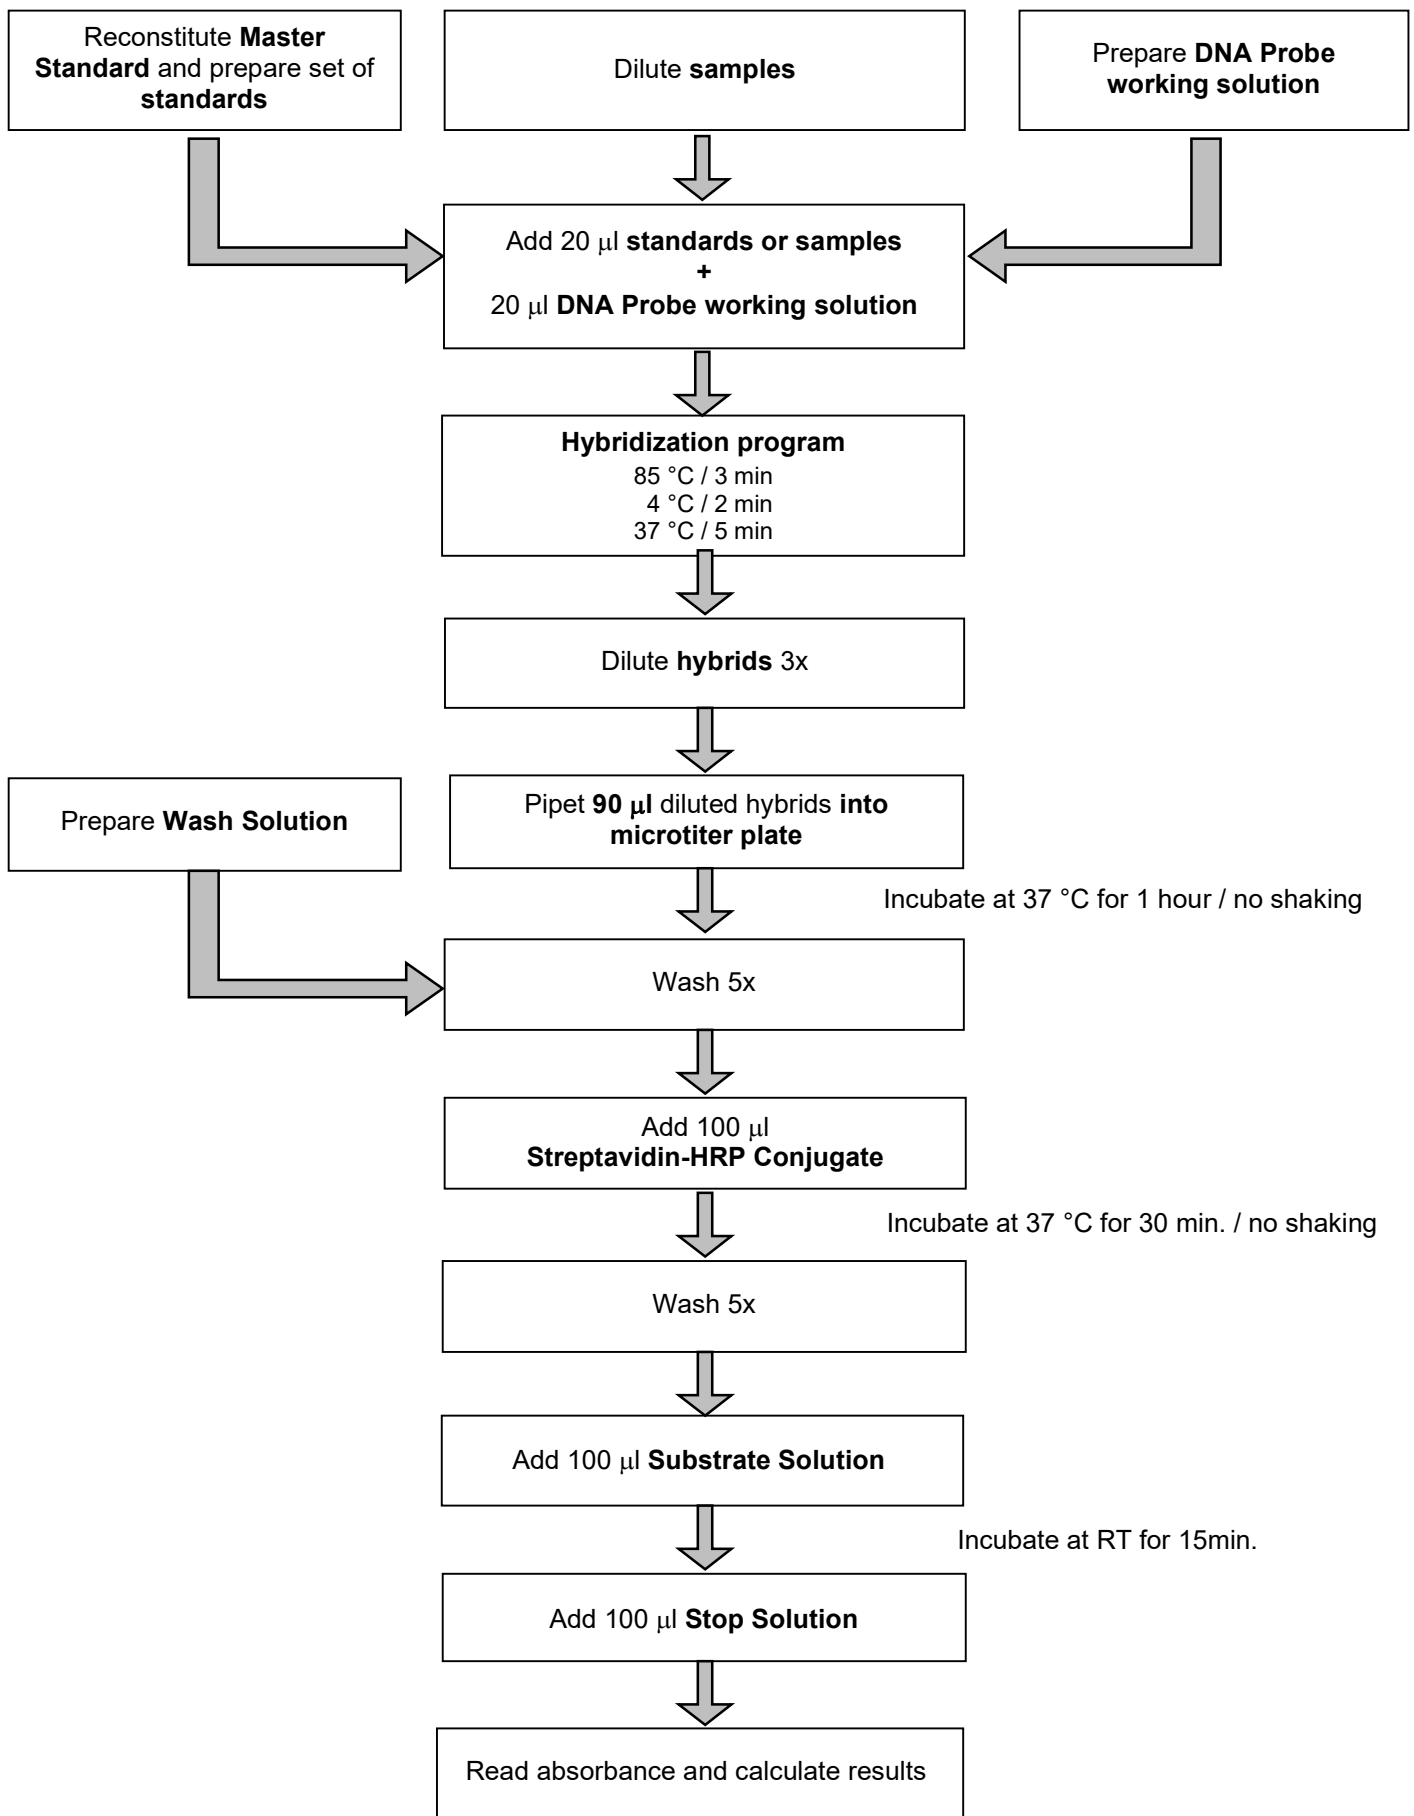 Reconstitute Master
Standard and prepare set of
standards
Dilute samples
Prepare DNA Probe
working solution
Add 20 μl standards or samples
+
20 μl DNA Probe working solution
Hybridization program
85 °C / 3 min
4 °C / 2 min
37 °C / 5 min
Dilute hybrids 3x
Prepare Wash Solution
Pipet 90 μl diluted hybrids into
microtiter plate
Incubate at 37 °C for 1 hour / no shaking
Wash 5x
Add 100 μl
Streptavidin-HRP Conjugate
Incubate at 37 °C for 30 min. / no shaking
Wash 5x
Add 100 μl Substrate Solution
Incubate at RT for 15min.
Add 100 μl Stop Solution
Read absorbance and calculate results